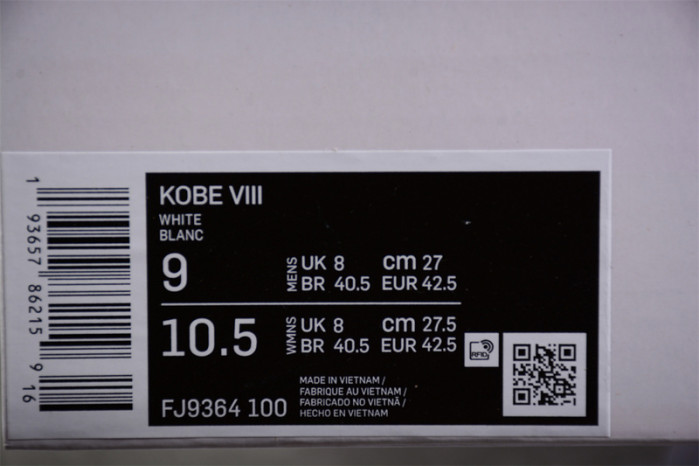 1 93657 86215 9 16
KOBE VIII
WHITE
BLANC
9 MENS UK 8 cm 27
BR 40.5 EUR 42.5
10.5 WMNS UK 8 cm 27.5
BR 40.5 EUR 42.5
RFID
FJ9364 100
MADE IN VIETNAM /
FABRIQUE AU VIETNAM /
FABRICADO NO VIETNÃ /
HECHO EN VIETNAM